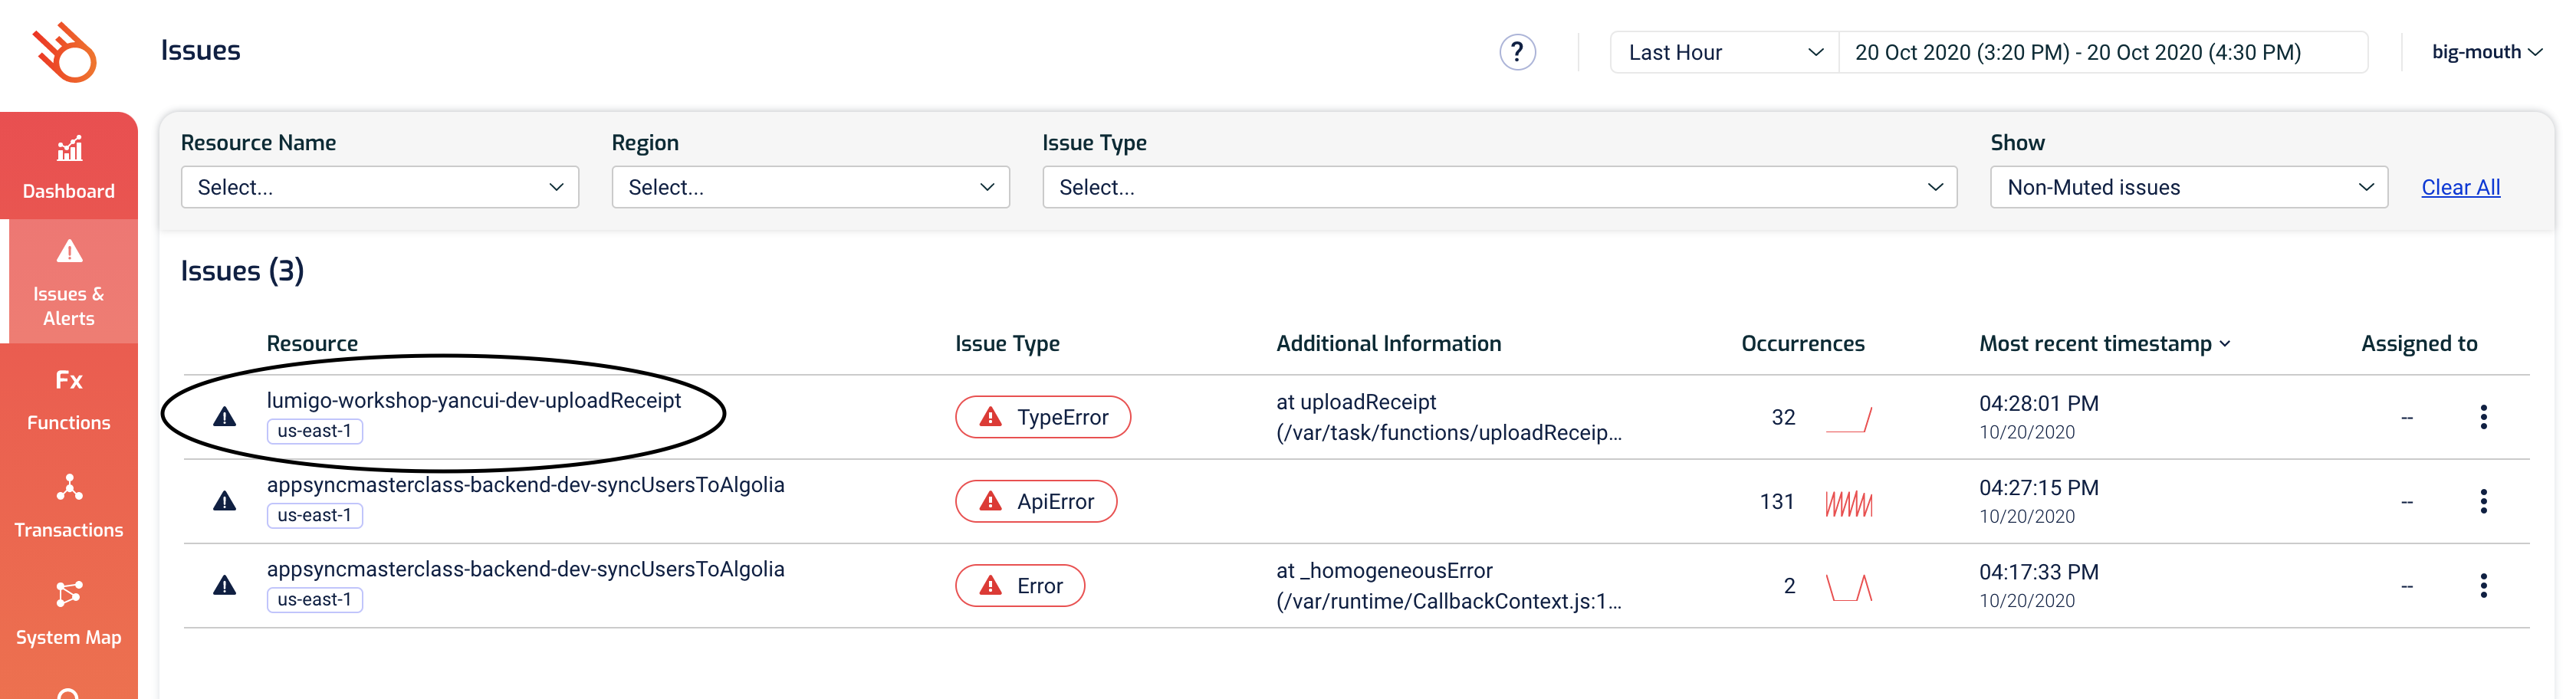 Issues
?
Last Hour
20 Oct 2020 (3:20 PM) - 20 Oct 2020 (4:30 PM)
big-mouth
Dashboard
Issues &
Alerts
Fx
Functions
Transactions
System Map
Resource Name
Region
Issue Type
Show
Select...
Select...
Select...
Non-Muted issues
Clear All
Issues (3)
Resource
Issue Type
Additional Information
Occurrences
Most recent timestamp
Assigned to
lumigo-workshop-yancui-dev-uploadReceipt
us-east-1
TypeError
at uploadReceipt
(/var/task/functions/uploadReceip...
32
04:28:01 PM
10/20/2020
--
appsyncmasterclass-backend-dev-syncUsersToAlgolia
us-east-1
ApiError
131
04:27:15 PM
10/20/2020
--
appsyncmasterclass-backend-dev-syncUsersToAlgolia
us-east-1
Error
at _homogeneousError
(/var/runtime/CallbackContext.js:1...
2
04:17:33 PM
10/20/2020
--